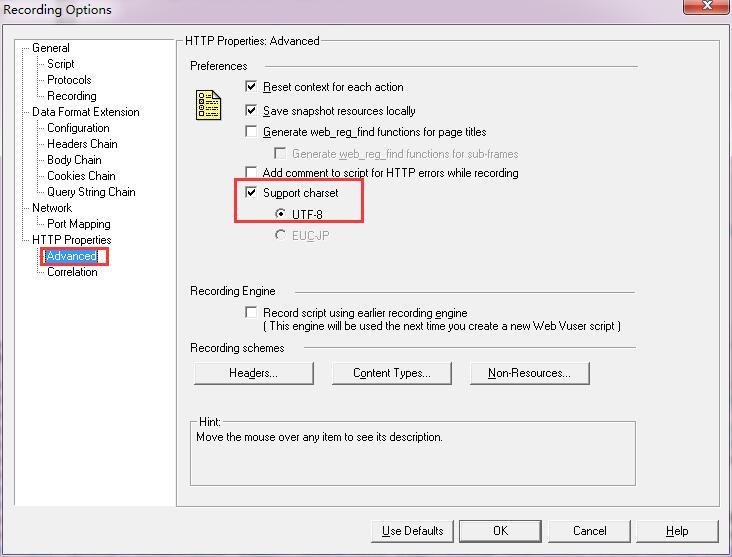 Recording Options
General
Script
Protocols
Recording
Data Format Extension
Configuration
Headers Chain
Body Chain
Cookies Chain
Query String Chain
Network
Port Mapping
HTTP Properties
Advanced
Correlation
HTTP Properties: Advanced
Preferences
Reset context for each action
Save snapshot resources locally
Generate web_reg_find functions for page titles
Generate web_reg_find functions for sub-frames
Add comment to script for HTTP errors while recording
Support charset
UTF-8
EUC-JP
Recording Engine
Record script using earlier recording engine
( This engine will be used the next time you create a new Web Vuser script )
Recording schemes
Headers...
Content Types...
Non-Resources...
Hint:
Move the mouse over any item to see its description.
Use Defaults
OK
Cancel
Help